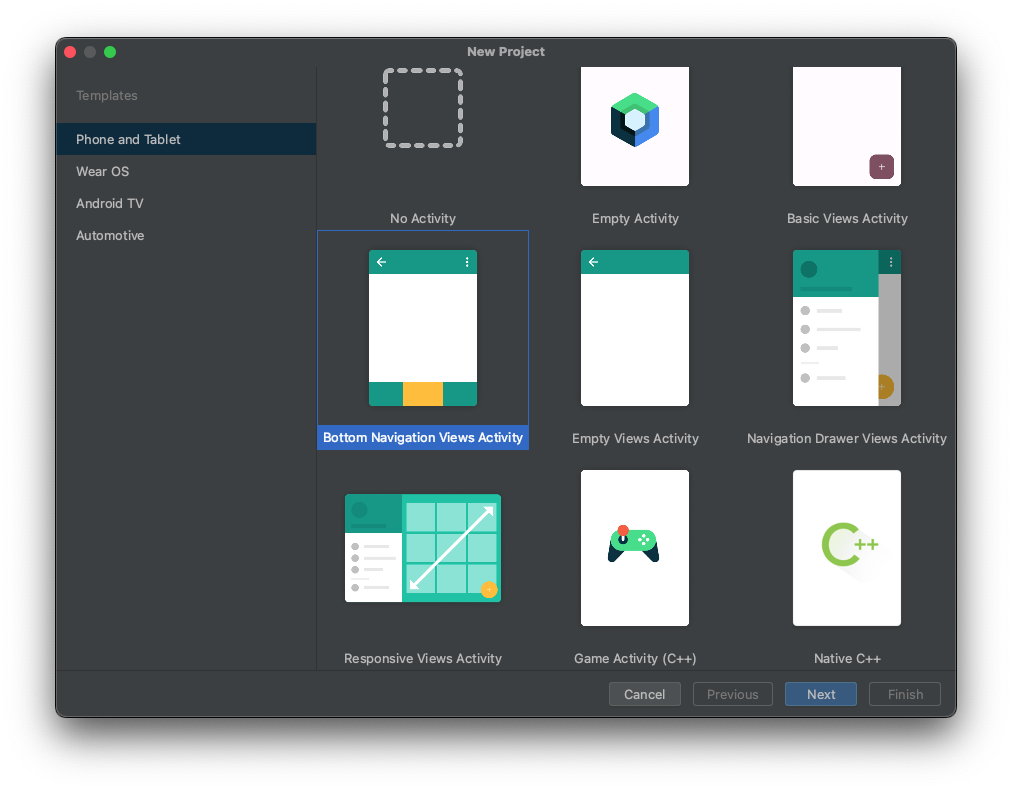 New Project
Templates
Phone and Tablet
Wear OS
Android TV
Automotive
No Activity
Empty Activity
Basic Views Activity
Bottom Navigation Views Activity
Empty Views Activity
Navigation Drawer Views Activity
Responsive Views Activity
Game Activity (C++)
C++
Native C++
Cancel
Previous
Next
Finish